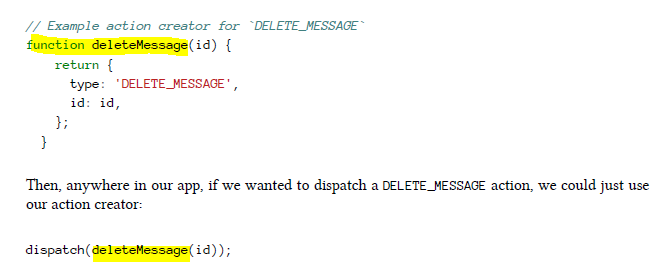 // Example action creator for `DELETE_MESSAGE`
function deleteMessage(id) {
    return {
      type: 'DELETE_MESSAGE',
      id: id,
    };
  }
Then, anywhere in our app, if we wanted to dispatch a DELETE_MESSAGE action, we could just use
our action creator:
dispatch(deleteMessage(id));